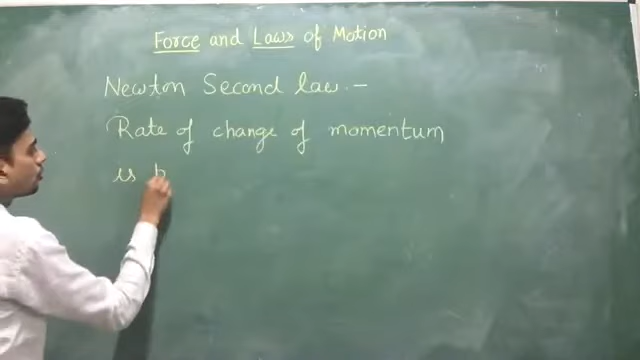 Force and Laws of Motion
Newton Second law.-
Rate of change of momentum
is